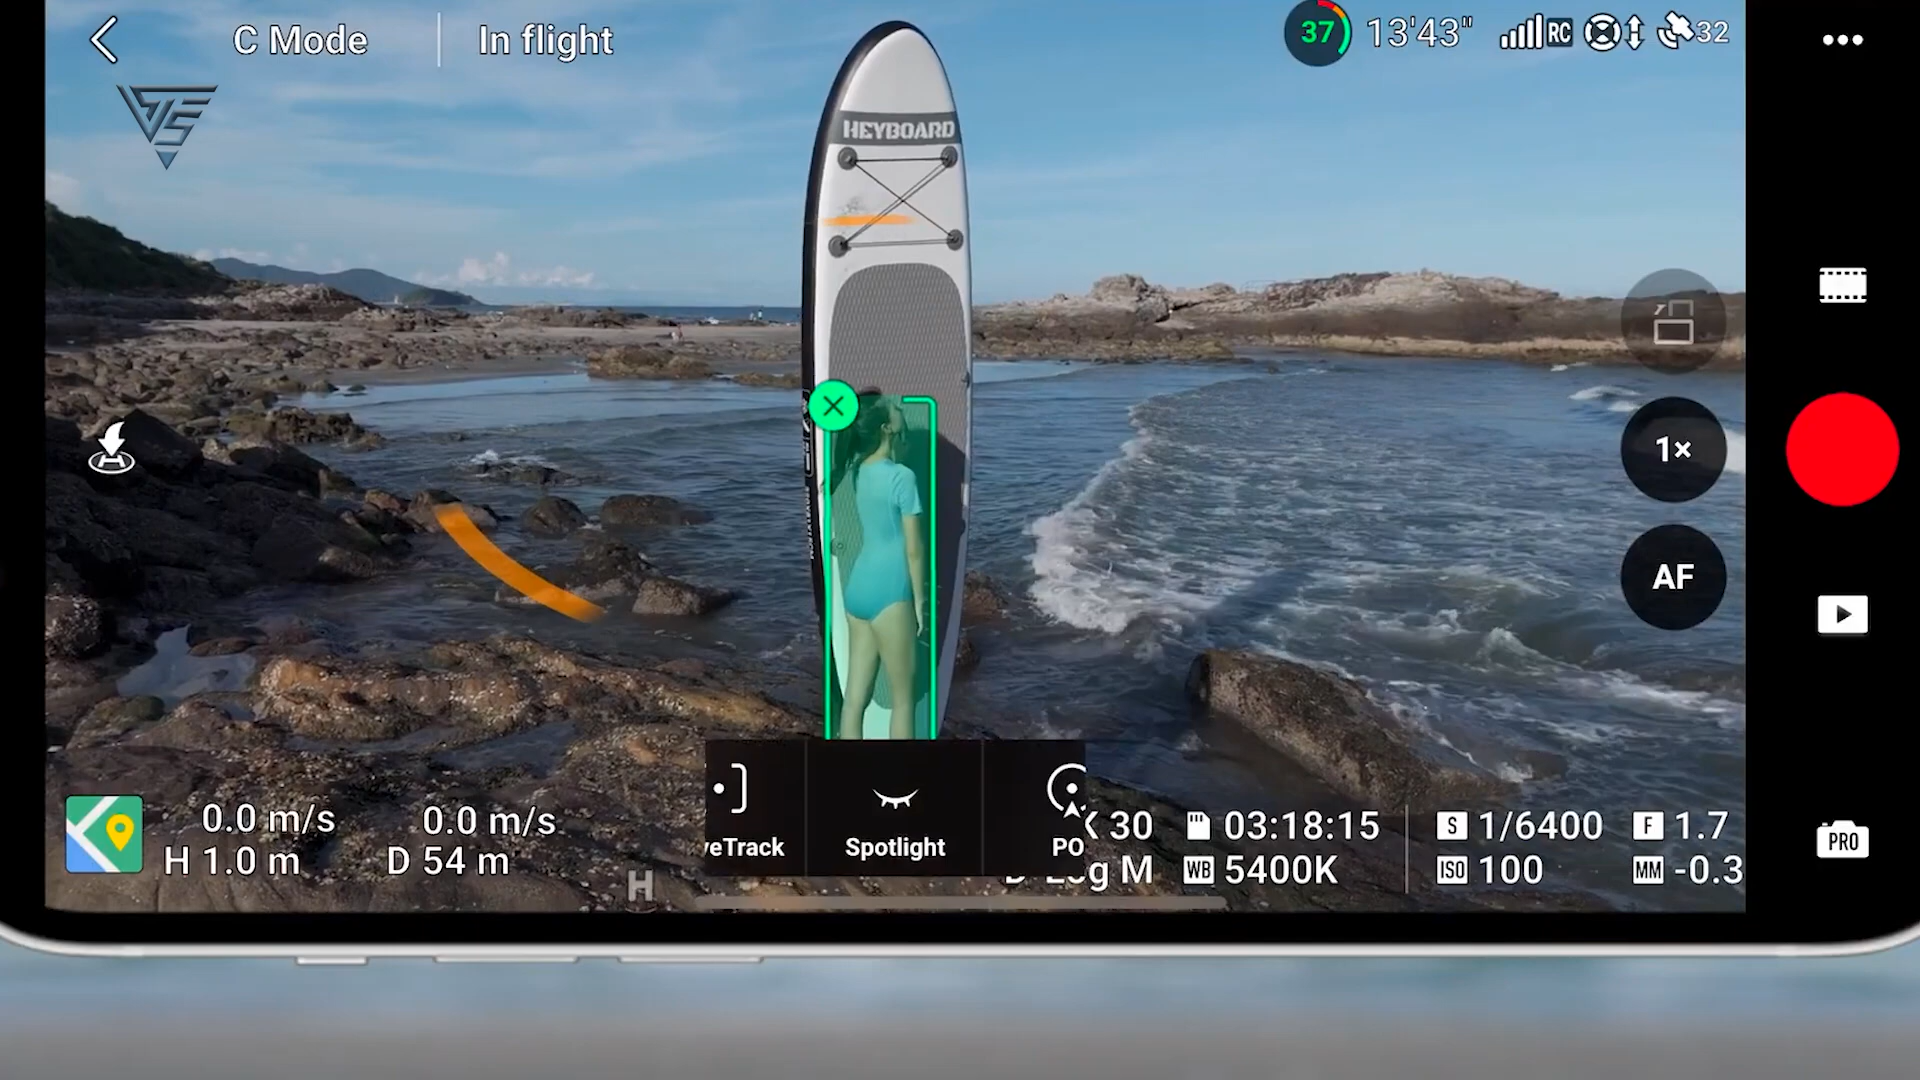 C Mode
In flight
37
13'43"
RC
32
HEYBOARD
1×
AF
PRO
0.0 m/s
0.0 m/s
H 1.0 m
D 54 m
H
veTrack
Spotlight
PO
K 30
03:18:15
S 1/6400
F 1.7
g M
WB 5400K
ISO 100
MM -0.3